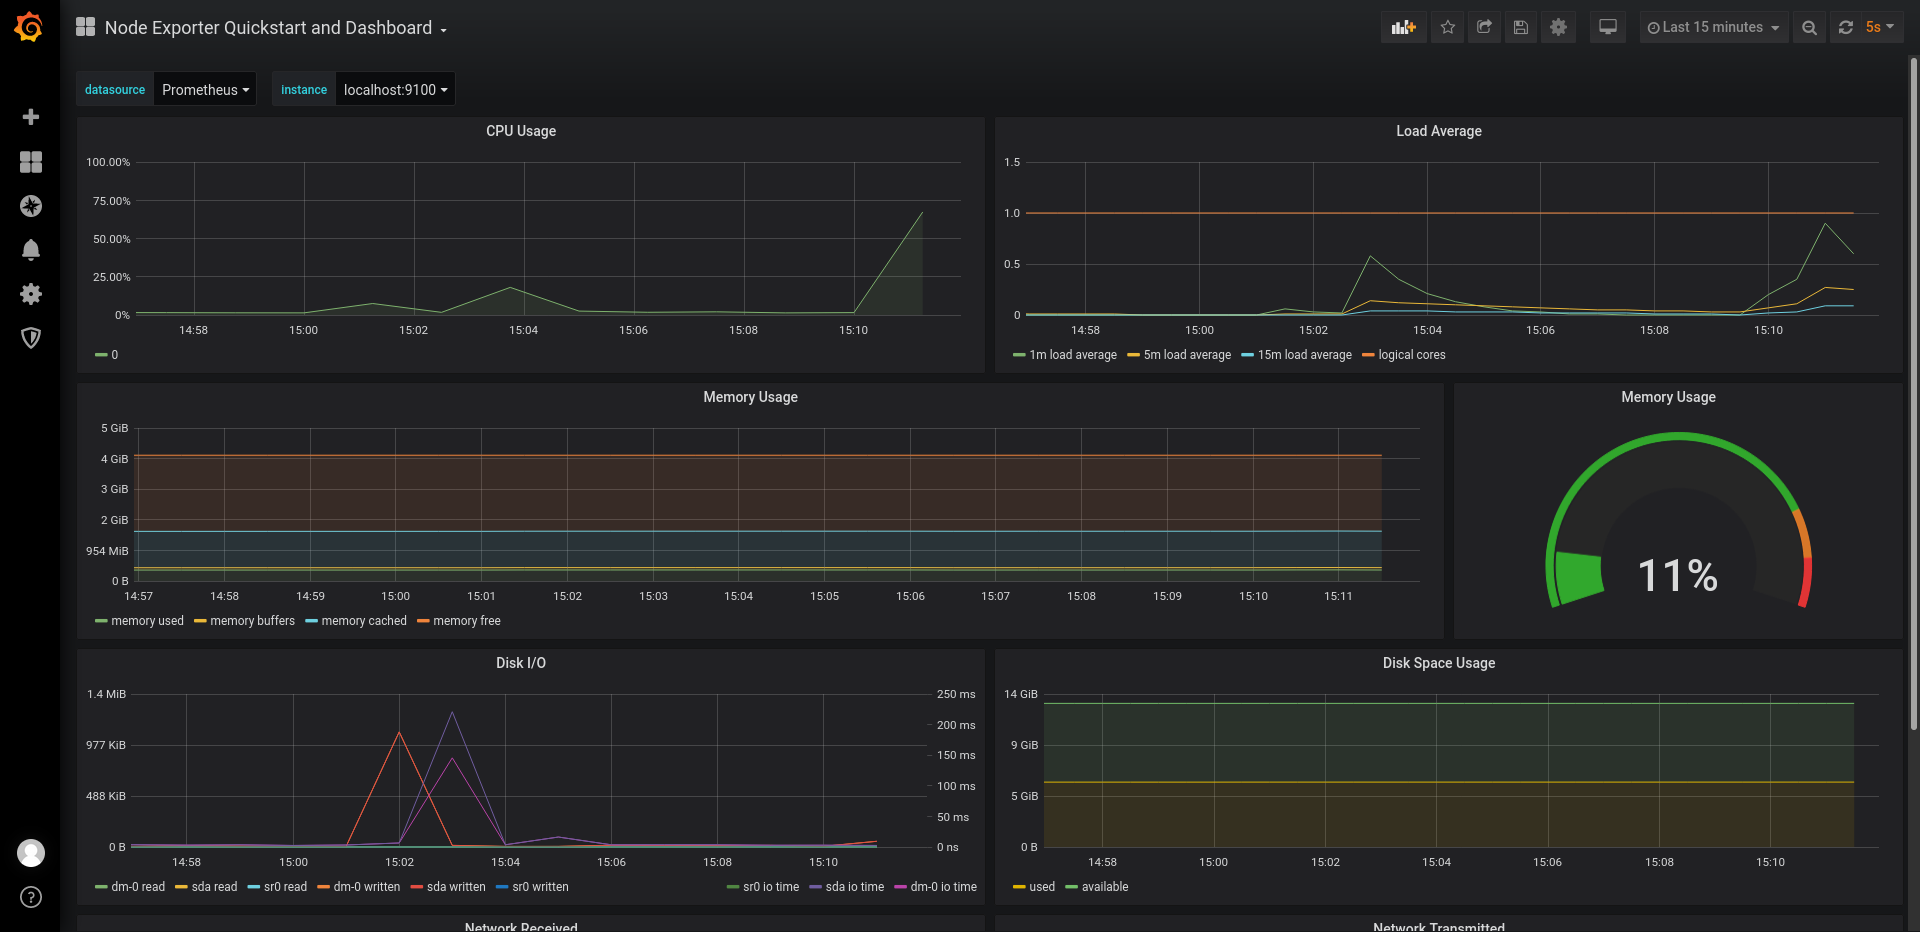 Node Exporter Quickstart and Dashboard
Last 15 minutes
5s
datasource Prometheus
instance localhost:9100
CPU Usage
100.00%
75.00%
50.00%
25.00%
0%
14:58 15:00 15:02 15:04 15:06 15:08 15:10
0
Load Average
1.5
1.0
0.5
0
14:58 15:00 15:02 15:04 15:06 15:08 15:10
1m load average 5m load average 15m load average logical cores
Memory Usage
5 GiB
4 GiB
3 GiB
2 GiB
954 MiB
0 B
14:57 14:58 14:59 15:00 15:01 15:02 15:03 15:04 15:05 15:06 15:07 15:08 15:09 15:10 15:11
memory used memory buffers memory cached memory free
Memory Usage
11%
Disk I/O
1.4 MiB
977 KiB
488 KiB
0 B
250 ms
200 ms
150 ms
100 ms
50 ms
0 ns
14:58 15:00 15:02 15:04 15:06 15:08 15:10
dm-0 read sda read sr0 read dm-0 written sda written sr0 written sr0 io time sda io time dm-0 io time
Disk Space Usage
14 GiB
9 GiB
5 GiB
0 B
14:58 15:00 15:02 15:04 15:06 15:08 15:10
used available
Network Received
Network Transmitted